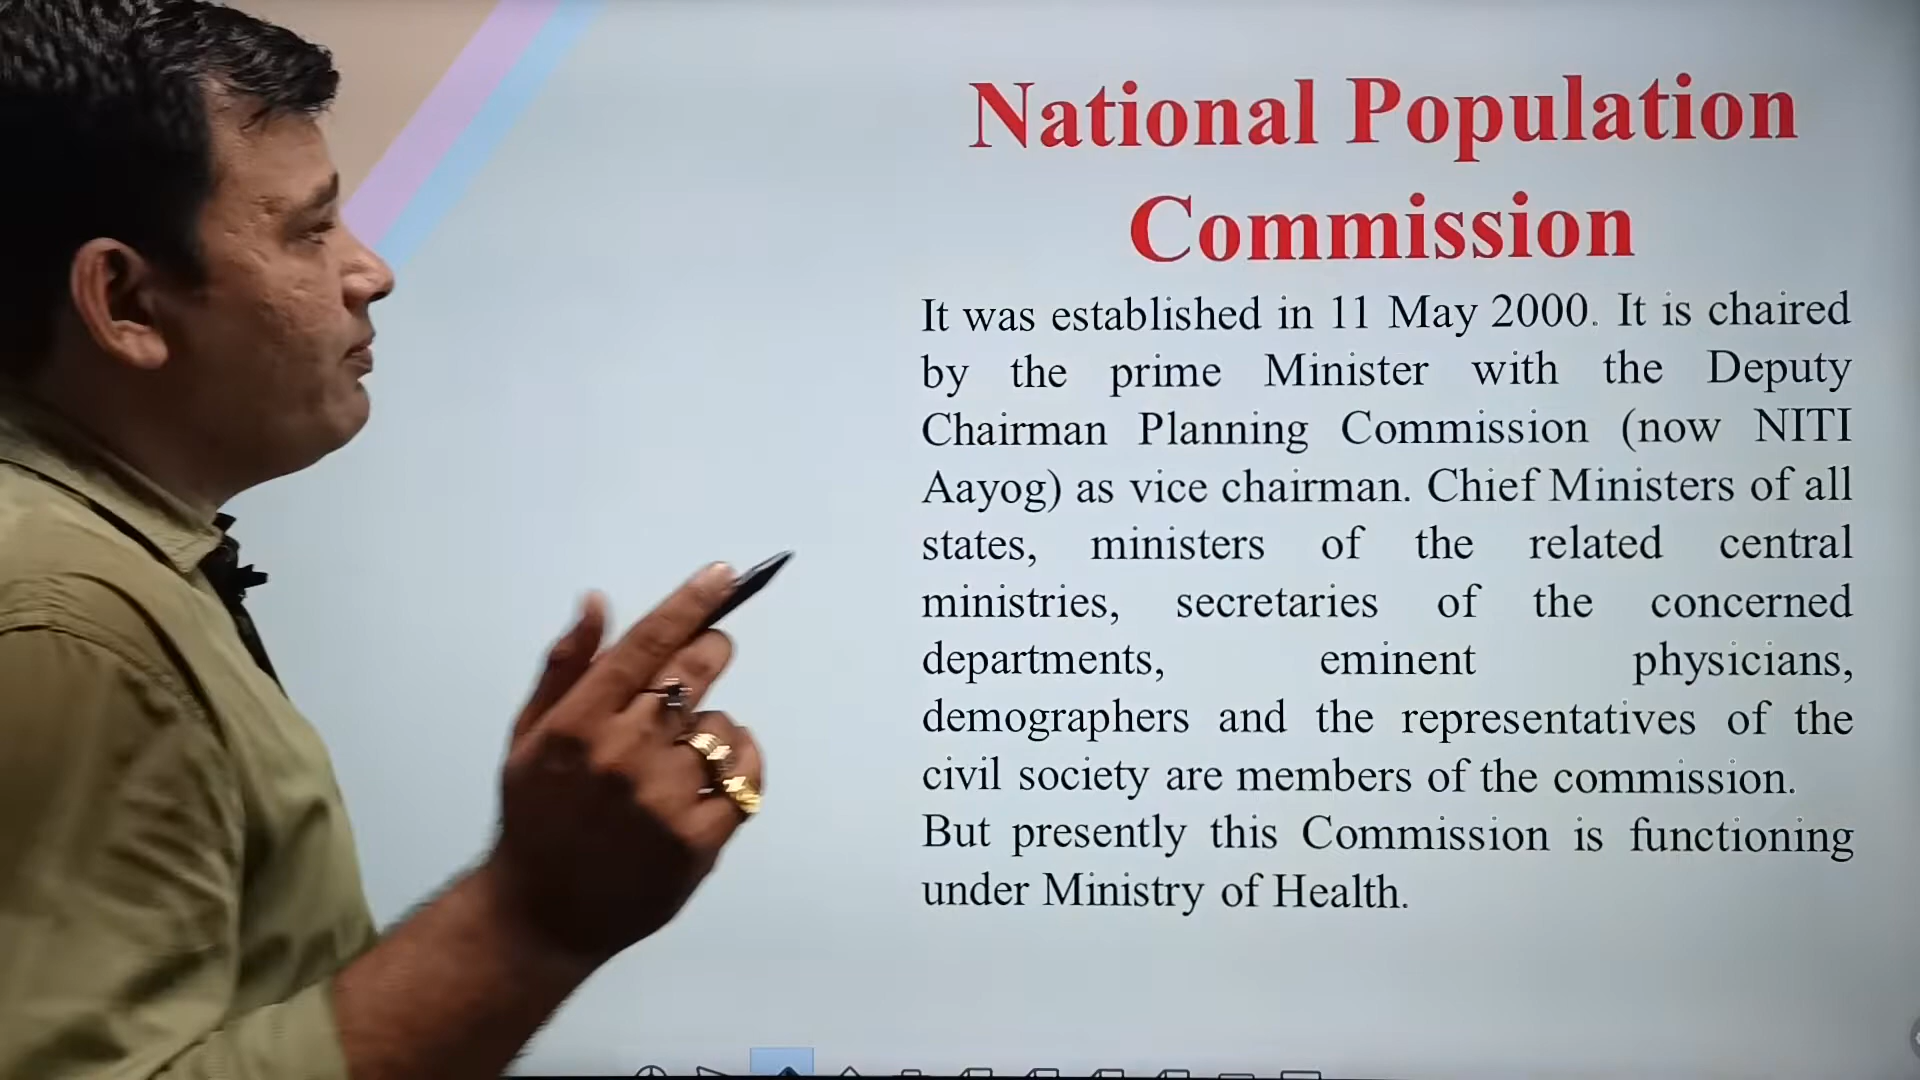 National Population
Commission
It was established in 11 May 2000. It is chaired
by the prime Minister with the Deputy
Chairman Planning Commission (now NITI
Aayog) as vice chairman. Chief Ministers of all
states, ministers of the related central
ministries, secretaries of the concerned
departments, eminent physicians,
demographers and the representatives of the
civil society are members of the commission.
But presently this Commission is functioning
under Ministry of Health.